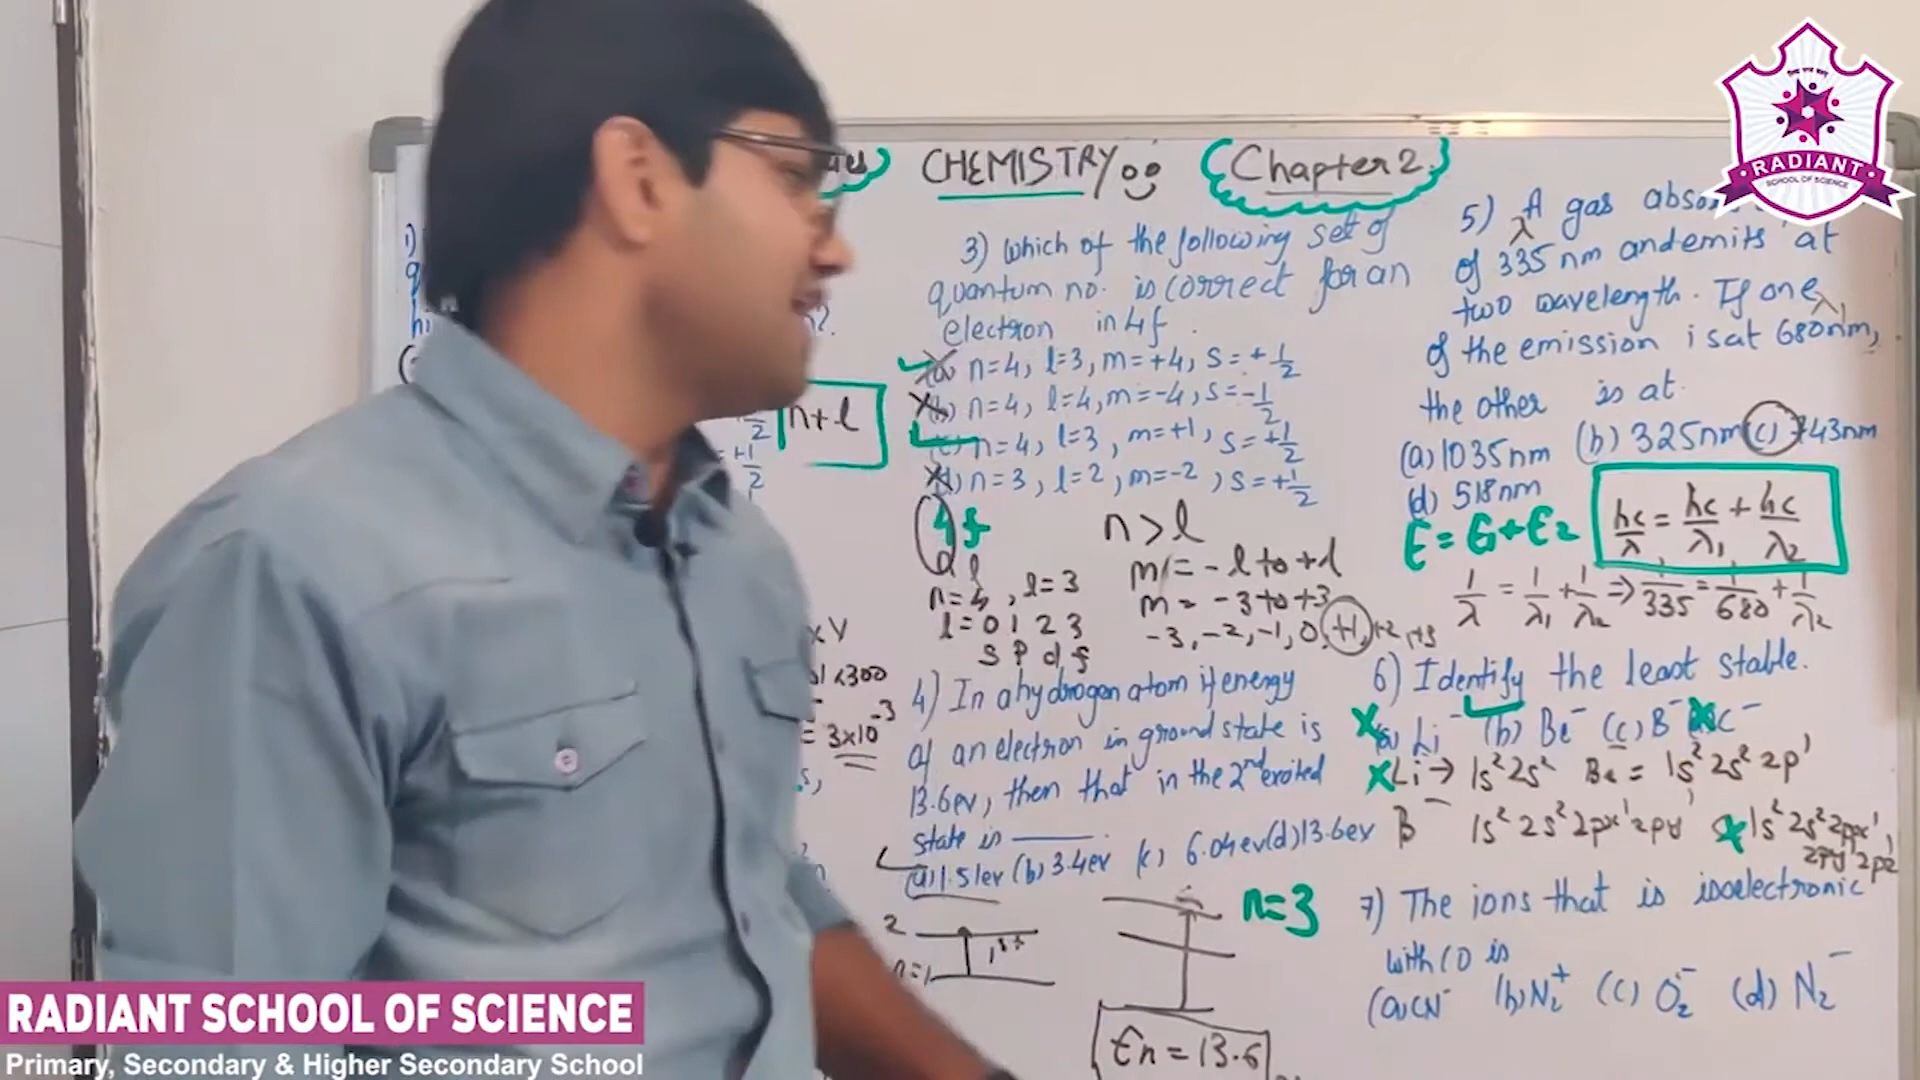 CHEMISTRY
Chapter 2
RADIANT
SCHOOL OF SCIENCE
n+l
3) which of the following set of
quantum no. is correct for an
electron in 4f.
(a) n=4, l=3, m=+4, s=+1/2
(b) n=4, l=4, m=-4, s=-1/2
(c) n=4, l=3, m=+1, s=+1/2
(d) n=3, l=2, m=-2, s=+1/2
4f
n>l
n=4, l=3
l=0 1 2 3
s p d f
m=-l to +l
m=-3 to +3
-3,-2,-1,0,+1,+2,+3
=3x10⁻³
4) In a hydrogen atom if energy
of an electron in ground state is
13.6ev, then that in the 2nd excited
state is
(a) 1.51ev (b) 3.4ev (c) 6.04ev (d) 13.6ev
2
n=1
1st
n=3
En = 13.6
5) A gas
λ
of 335nm and emits at
two wavelength. If one λ1
of the emission is at 680nm,
the other is at.
(a) 1035nm (b) 325nm (c) 743nm
(d) 518nm
E = E1+E2
hc/λ = hc/λ1 + hc/λ2
1/λ = 1/λ1 + 1/λ2 ⇒ 1/335 = 1/680 + 1/λ2
6) Identify the least stable.
(a) Li⁻ (b) Be⁻ (c) B⁻ C⁻
Li → 1s² 2s² Be = 1s² 2s² 2p¹
B⁻ 1s² 2s² 2px¹ 2py¹ 1s² 2s² 2px¹
2py¹ 2pz¹
7) The ions that is isoelectronic
with CO is
(a) CN⁻ (b) N2⁺ (c) O2⁻ (d) N2⁻
RADIANT SCHOOL OF SCIENCE
Primary, Secondary & Higher Secondary School